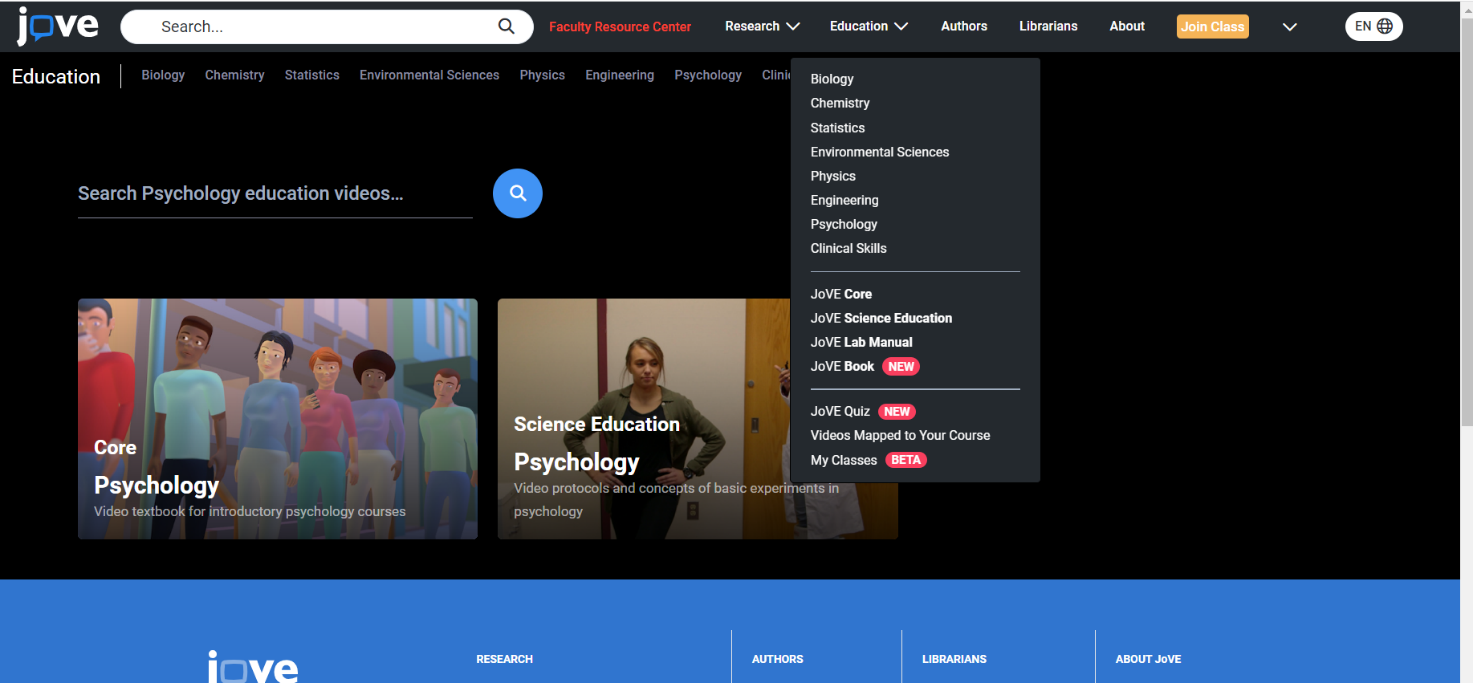 jove
Search...
Faculty Resource Center
Research
Education
Authors
Librarians
About
Join Class
EN
Education
Biology
Chemistry
Statistics
Environmental Sciences
Physics
Engineering
Psychology
Biology
Chemistry
Statistics
Environmental Sciences
Physics
Engineering
Psychology
Clinical Skills
JoVE Core
JoVE Science Education
JoVE Lab Manual
JoVE Book NEW
JoVE Quiz NEW
Videos Mapped to Your Course
My Classes BETA
Search Psychology education videos...
Core
Psychology
Video textbook for introductory psychology courses
Science Education
Psychology
Video protocols and concepts of basic experiments in
psychology
jove
RESEARCH
AUTHORS
LIBRARIANS
ABOUT JoVE